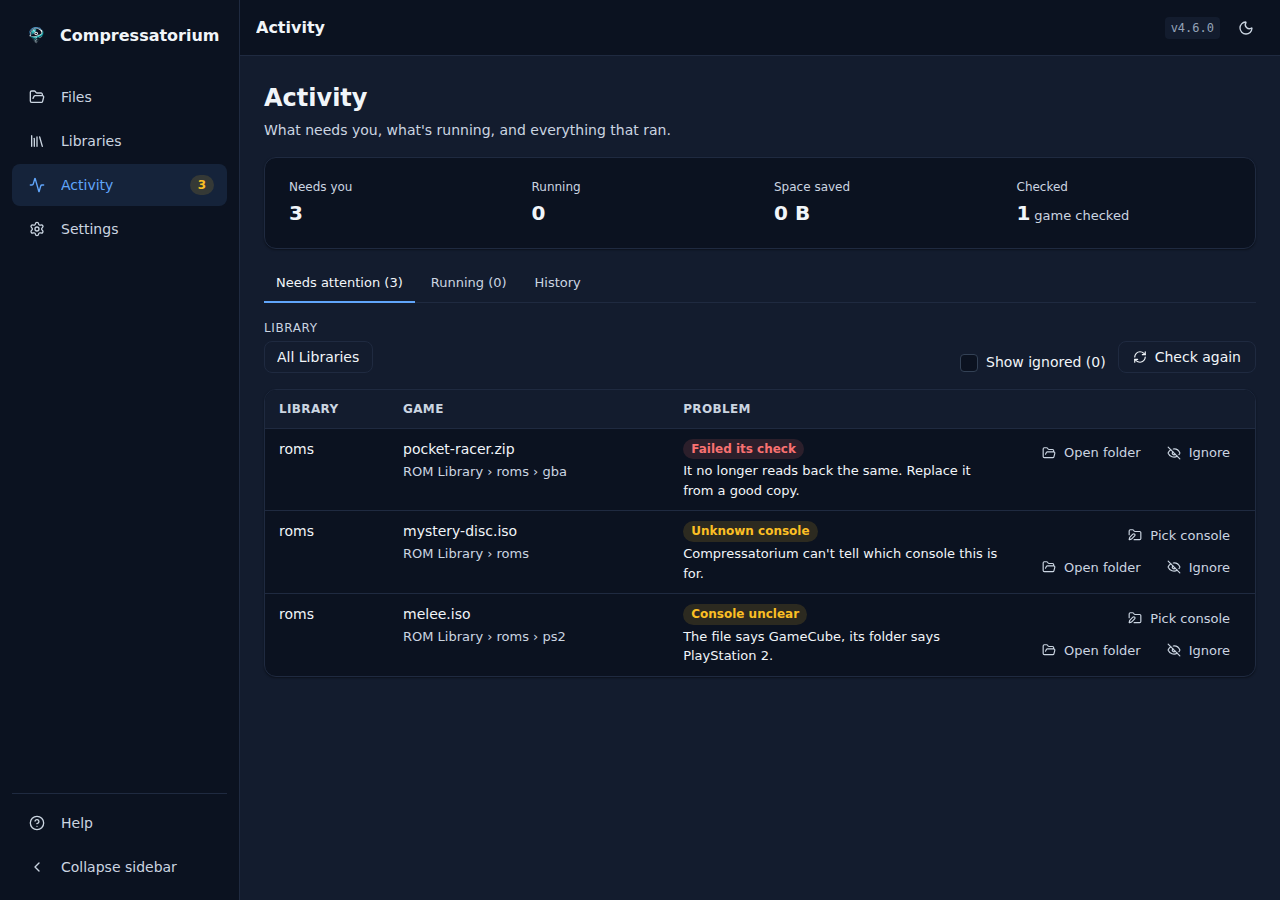 Compressatorium
Activity
v4.6.0
Files
Libraries
Activity 3
Settings
Activity
What needs you, what's running, and everything that ran.
Needs you Running Space saved Checked
3 0 0 B 1 game checked
Needs attention (3) Running (0) History
LIBRARY
All Libraries Show ignored (0) Check again
LIBRARY GAME PROBLEM
roms pocket-racer.zip Failed its check Open folder Ignore
ROM Library › roms › gba It no longer reads back the same. Replace it
from a good copy.
roms mystery-disc.iso Unknown console Pick console
ROM Library › roms Compressatorium can't tell which console this is
for. Open folder Ignore
roms melee.iso Console unclear Pick console
ROM Library › roms › ps2 The file says GameCube, its folder says
PlayStation 2. Open folder Ignore
Help
Collapse sidebar